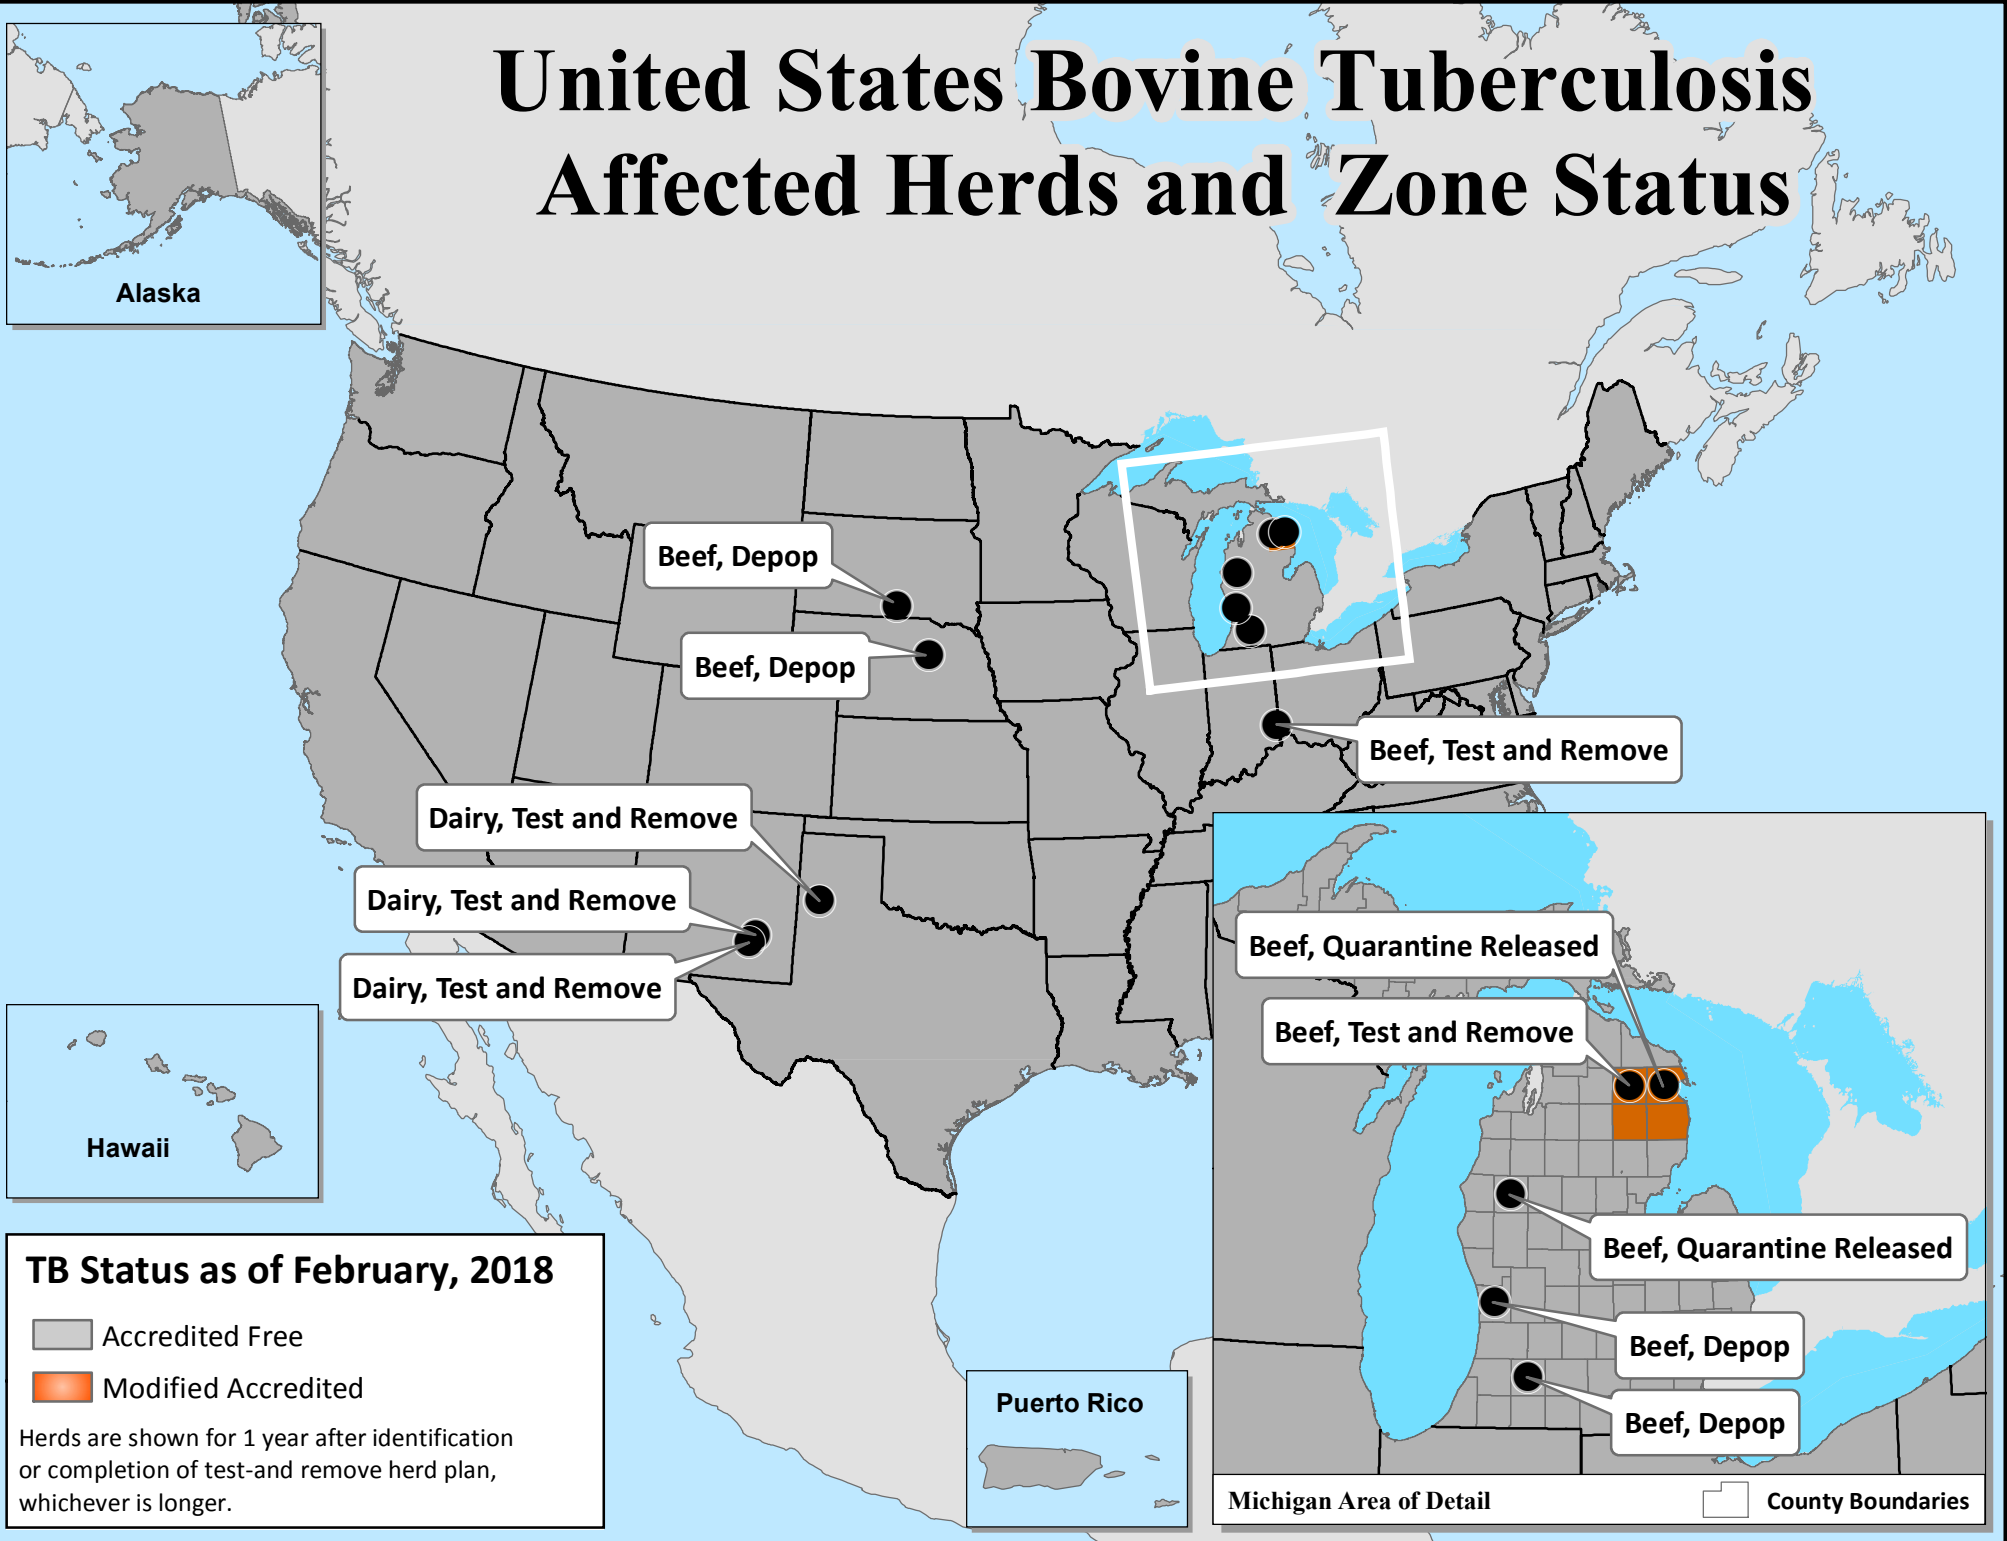 United States Bovine Tuberculosis
Affected Herds and Zone Status
Alaska
Beef, Depop
Beef, Depop
Beef, Test and Remove
Dairy, Test and Remove
Dairy, Test and Remove
Dairy, Test and Remove
Hawaii
TB Status as of February, 2018
Accredited Free
Modified Accredited
Herds are shown for 1 year after identification
or completion of test-and remove herd plan,
whichever is longer.
Puerto Rico
Beef, Quarantine Released
Beef, Test and Remove
Beef, Quarantine Released
Beef, Depop
Beef, Depop
Michigan Area of Detail
County Boundaries